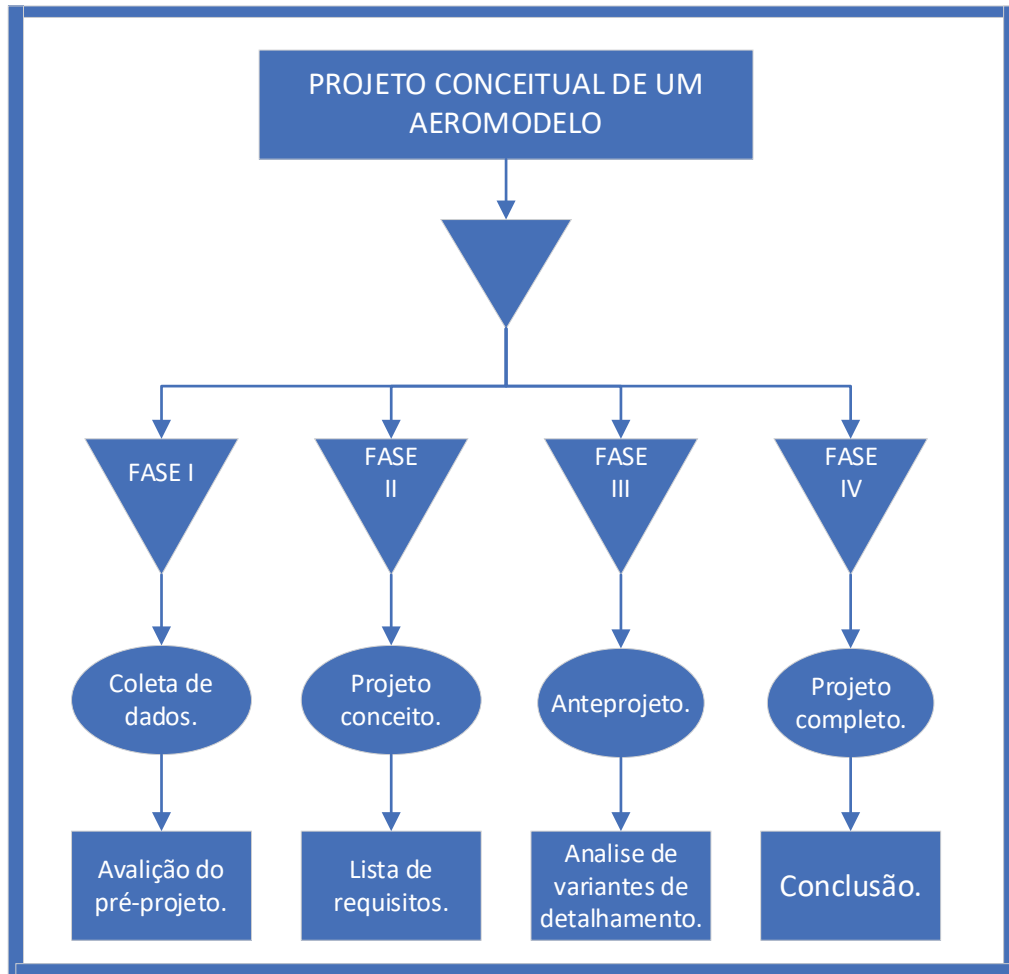 PROJETO CONCEITUAL DE UM
AEROMODELO
FASE I
FASE
II
FASE
III
FASE
IV
Coleta de
dados.
Projeto
conceito.
Anteprojeto.
Projeto
completo.
Avalição do
pré-projeto.
Lista de
requisitos.
Analise de
variantes de
detalhamento.
Conclusão.